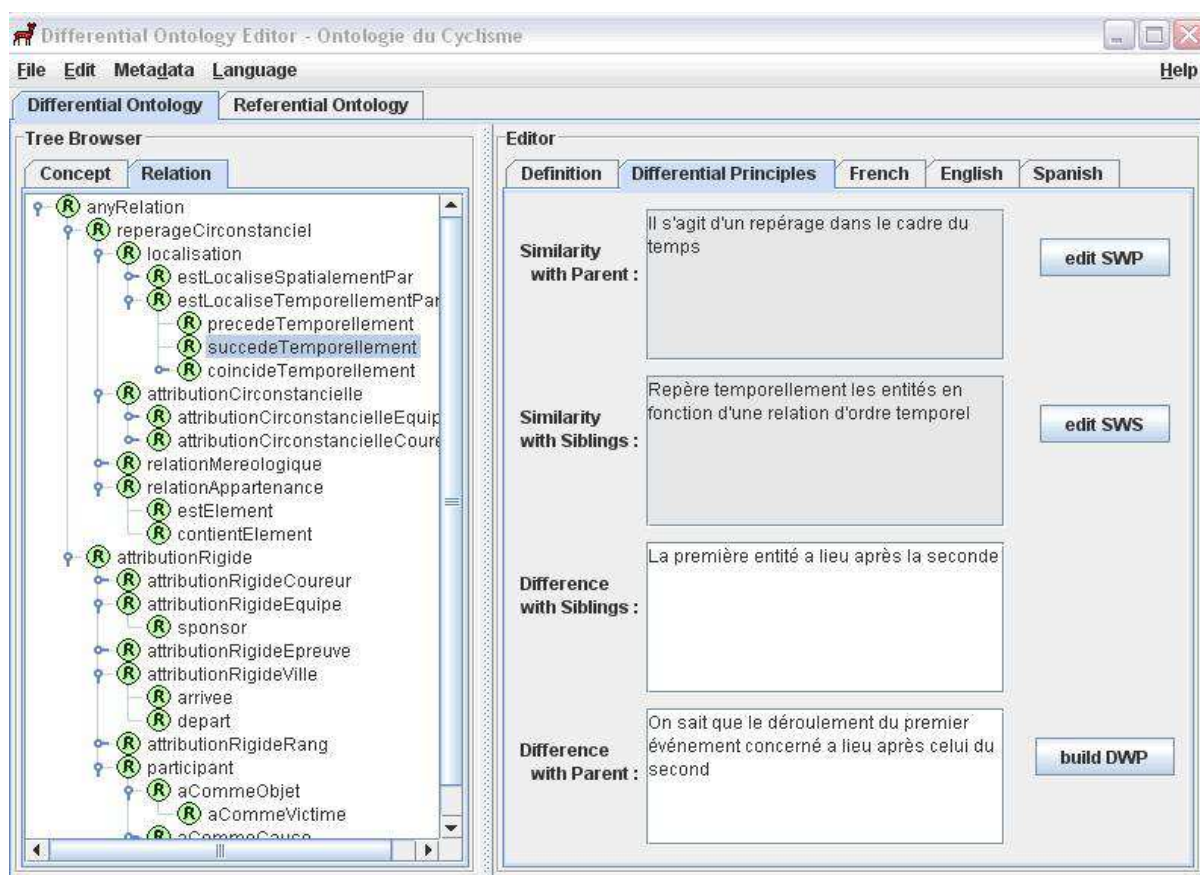 Differential Ontology Editor - Ontologie du Cyclisme
File Edit Metadata Language Help
Differential Ontology Referential Ontology
Tree Browser
Concept Relation
R anyRelation
R reperageCirconstanciel
R localisation
R estLocaliseSpatialementPar
R estLocaliseTemporellementPar
R precedeTemporellement
R succedeTemporellement
R coincideTemporellement
R attributionCirconstancielle
R attributionCirconstancielleEquip
R attributionCirconstancielleCoure
R relationMereologique
R relationAppartenance
R estElement
R contientElement
R attributionRigide
R attributionRigideCoureur
R attributionRigideEquipe
R sponsor
R attributionRigideEpreuve
R attributionRigideVille
R arrivee
R depart
R attributionRigideRang
R participant
R aCommeObjet
R aCommeVictime
R aCommeCause
Editor
Definition Differential Principles French English Spanish
Similarity
with Parent :
Il s'agit d'un repérage dans le cadre du
temps
edit SWP
Similarity
with Siblings :
Repère temporellement les entités en
fonction d'une relation d'ordre temporel
edit SWS
Difference
with Siblings :
La première entité a lieu après la seconde
Difference
with Parent :
On sait que le déroulement du premier
événement concerné a lieu après celui du
second
build DWP